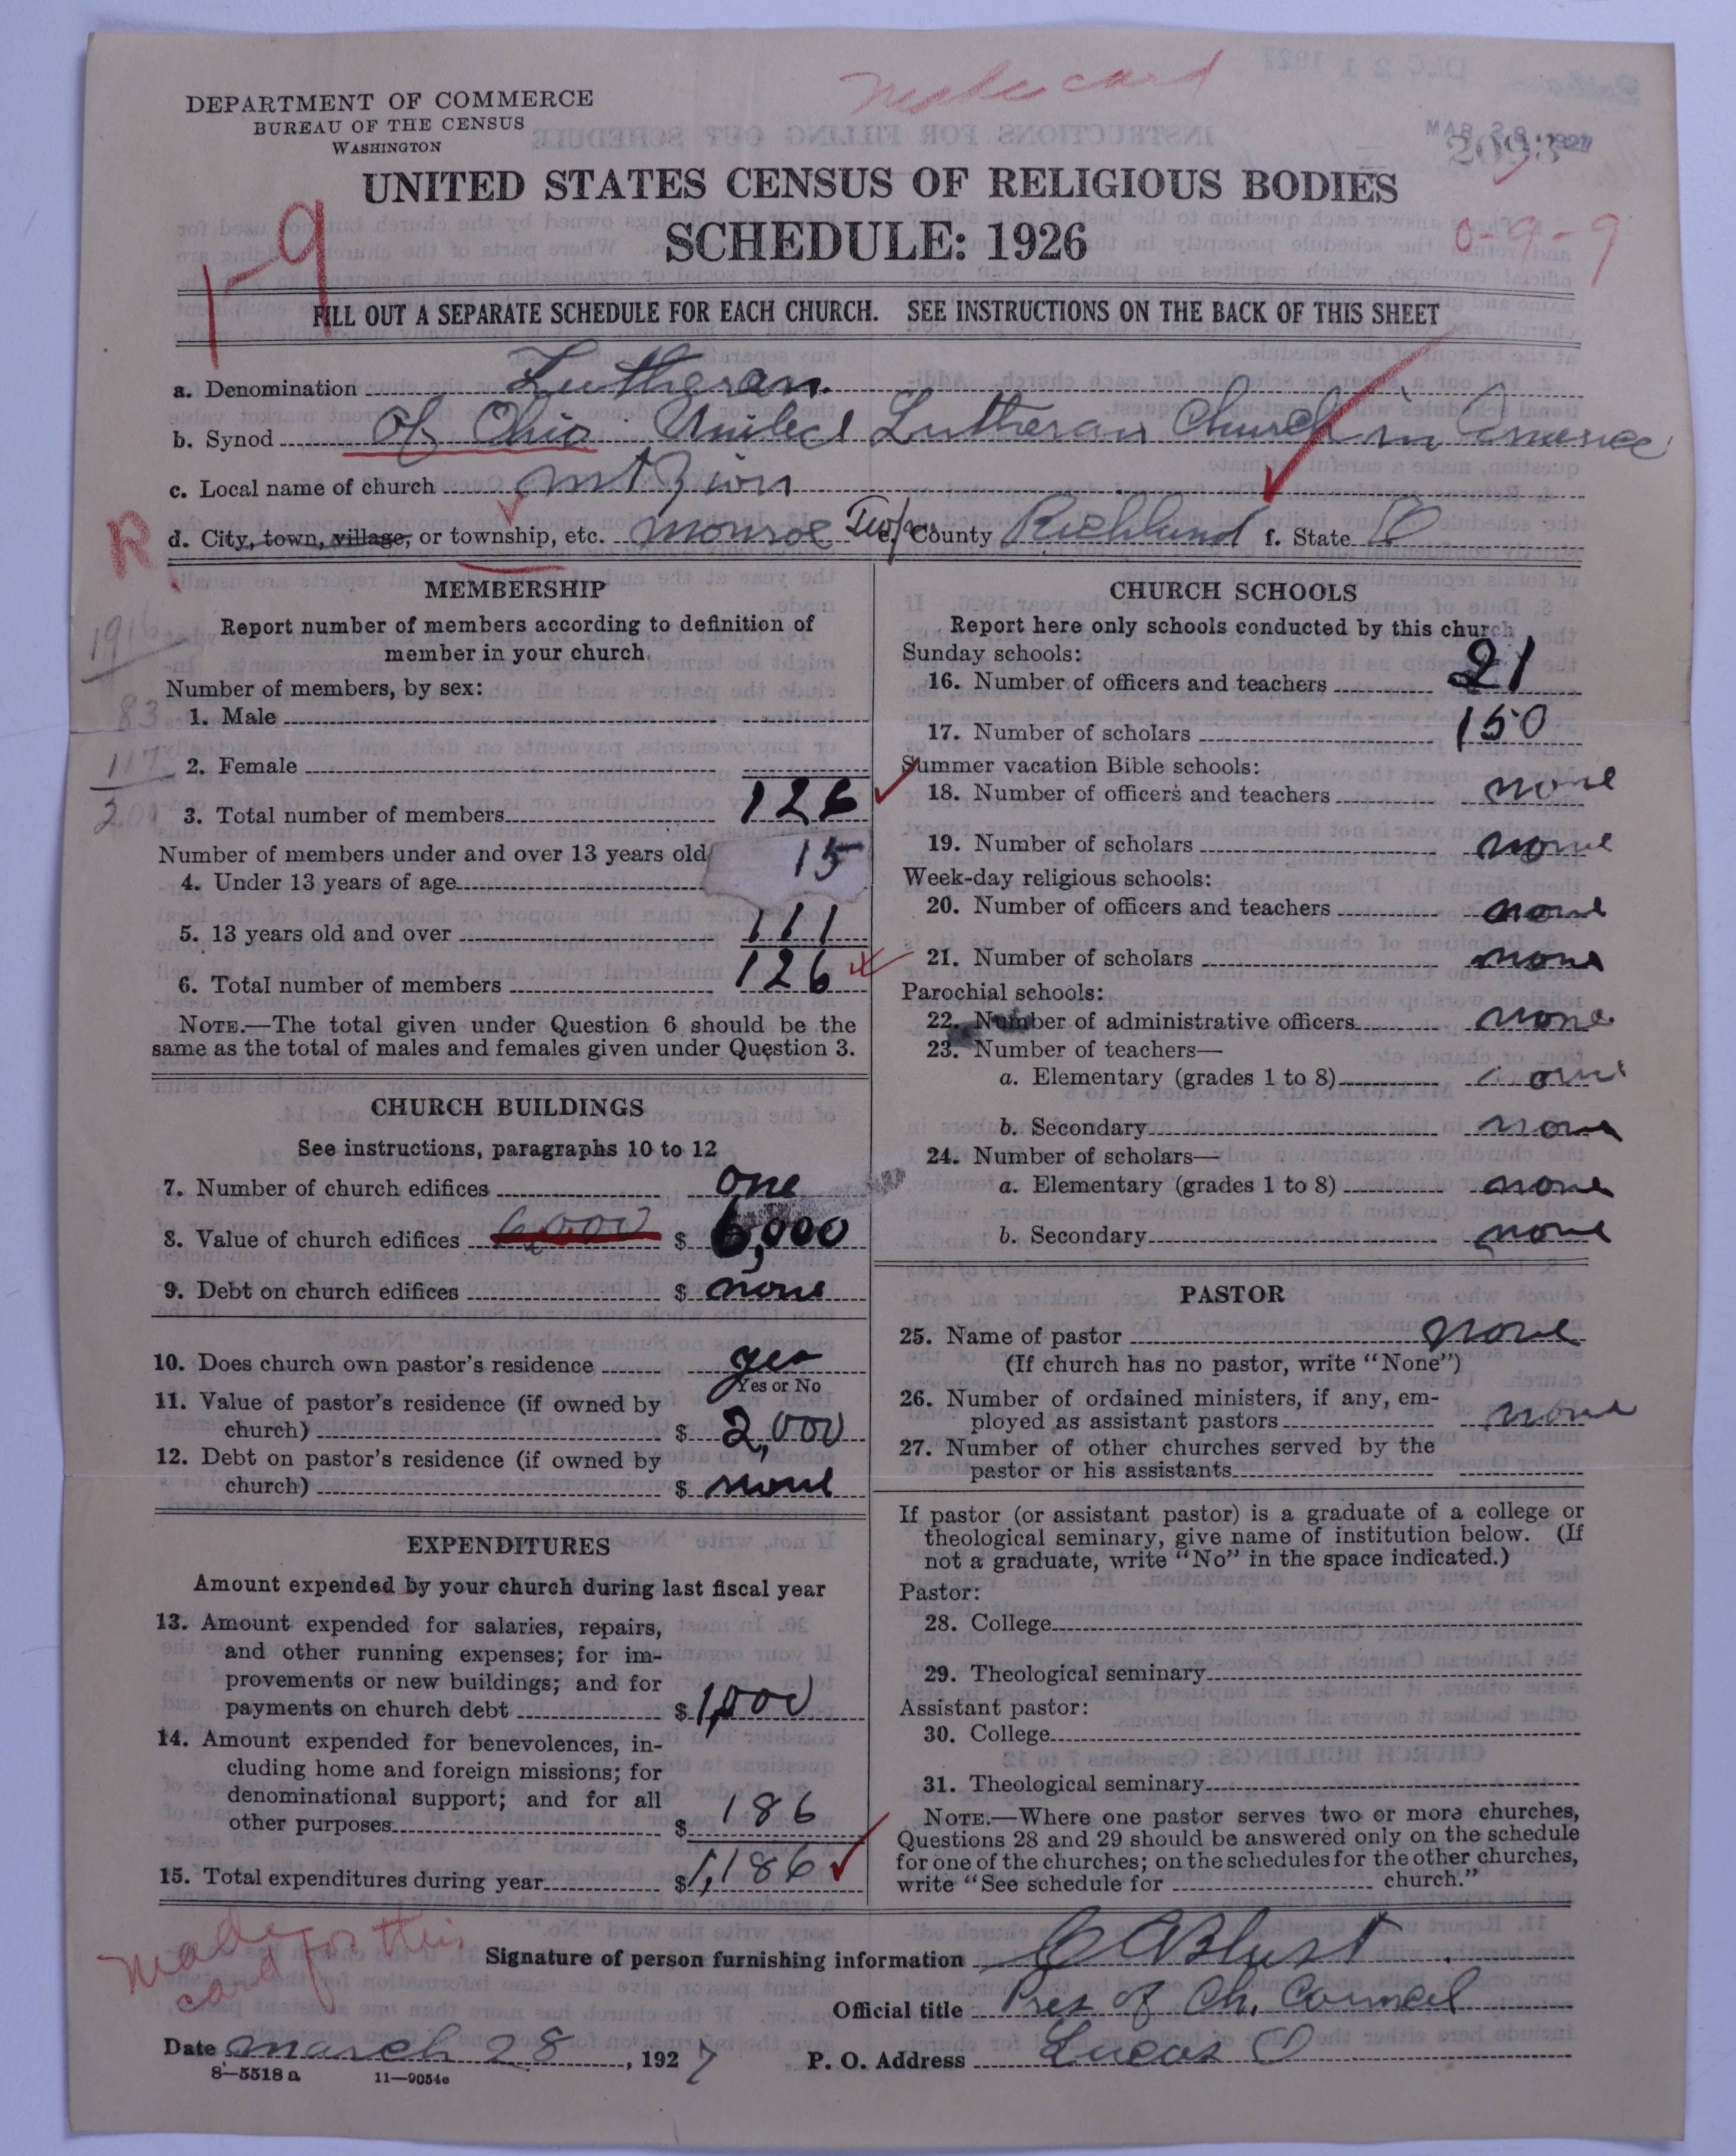 make card
DEPARTMENT OF COMMERCE
BUREAU OF THE CENSUS
WASHINGTON
UNITED STATES CENSUS OF RELIGIOUS BODIES
SCHEDULE: 1926
1-9
0-9-9
FILL OUT A SEPARATE SCHEDULE FOR EACH CHURCH. SEE INSTRUCTIONS ON THE BACK OF THIS SHEET
a. Denomination Lutheran
b. Synod Of Ohio United Lutheran Church in America
c. Local name of church Mt Zion
R
d. City, town, village, or township, etc. Monroe Twp e. County Richland f. State O
MEMBERSHIP
Report number of members according to definition of
member in your church
1916
Number of members, by sex:
83
1. Male
117
2. Female
200
3. Total number of members 126
Number of members under and over 13 years old
4. Under 13 years of age 15
5. 13 years old and over 111
6. Total number of members 126
NOTE.—The total given under Question 6 should be the
same as the total of males and females given under Question 3.
CHURCH BUILDINGS
See instructions, paragraphs 10 to 12
7. Number of church edifices one
8. Value of church edifices 6,000 $ 6,000
9. Debt on church edifices $ none
10. Does church own pastor's residence yes
Yes or No
11. Value of pastor's residence (if owned by
church) $ 2,000
12. Debt on pastor's residence (if owned by
church) $ none
EXPENDITURES
Amount expended by your church during last fiscal year
13. Amount expended for salaries, repairs,
and other running expenses; for im-
provements or new buildings; and for
payments on church debt $ 1,000
14. Amount expended for benevolences, in-
cluding home and foreign missions; for
denominational support; and for all
other purposes $ 186
15. Total expenditures during year $ 1,186
CHURCH SCHOOLS
Report here only schools conducted by this church
Sunday schools:
16. Number of officers and teachers 21
17. Number of scholars 150
Summer vacation Bible schools:
18. Number of officers and teachers none
19. Number of scholars none
Week-day religious schools:
20. Number of officers and teachers none
21. Number of scholars none
Parochial schools:
22. Number of administrative officers none
23. Number of teachers—
a. Elementary (grades 1 to 8) none
b. Secondary none
24. Number of scholars—
a. Elementary (grades 1 to 8) none
b. Secondary none
PASTOR
25. Name of pastor none
(If church has no pastor, write "None")
26. Number of ordained ministers, if any, em-
ployed as assistant pastors none
27. Number of other churches served by the
pastor or his assistants
If pastor (or assistant pastor) is a graduate of a college or
theological seminary, give name of institution below. (If
not a graduate, write "No" in the space indicated.)
Pastor:
28. College
29. Theological seminary
Assistant pastor:
30. College
31. Theological seminary
NOTE.—Where one pastor serves two or more churches,
Questions 28 and 29 should be answered only on the schedule
for one of the churches; on the schedules for the other churches,
write "See schedule for church."
made
card for this
Signature of person furnishing information C A Blust
Official title Pres of Ch. Council
Date March 28, 1927 P. O. Address Lucas O
8—5518 a 11—9054c